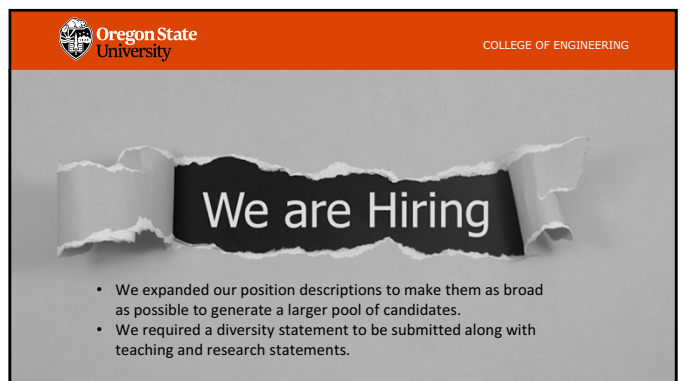 Oregon State
University
COLLEGE OF ENGINEERING
We are Hiring
• We expanded our position descriptions to make them as broad
as possible to generate a larger pool of candidates.
• We required a diversity statement to be submitted along with
teaching and research statements.